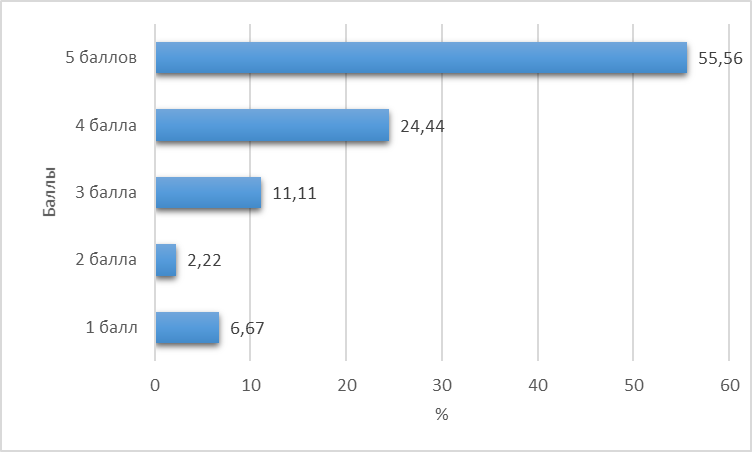 5 баллов 55,56
4 балла 24,44
3 балла 11,11
2 балла 2,22
1 балл 6,67
Баллы
0 10 20 30 40 50 60
%